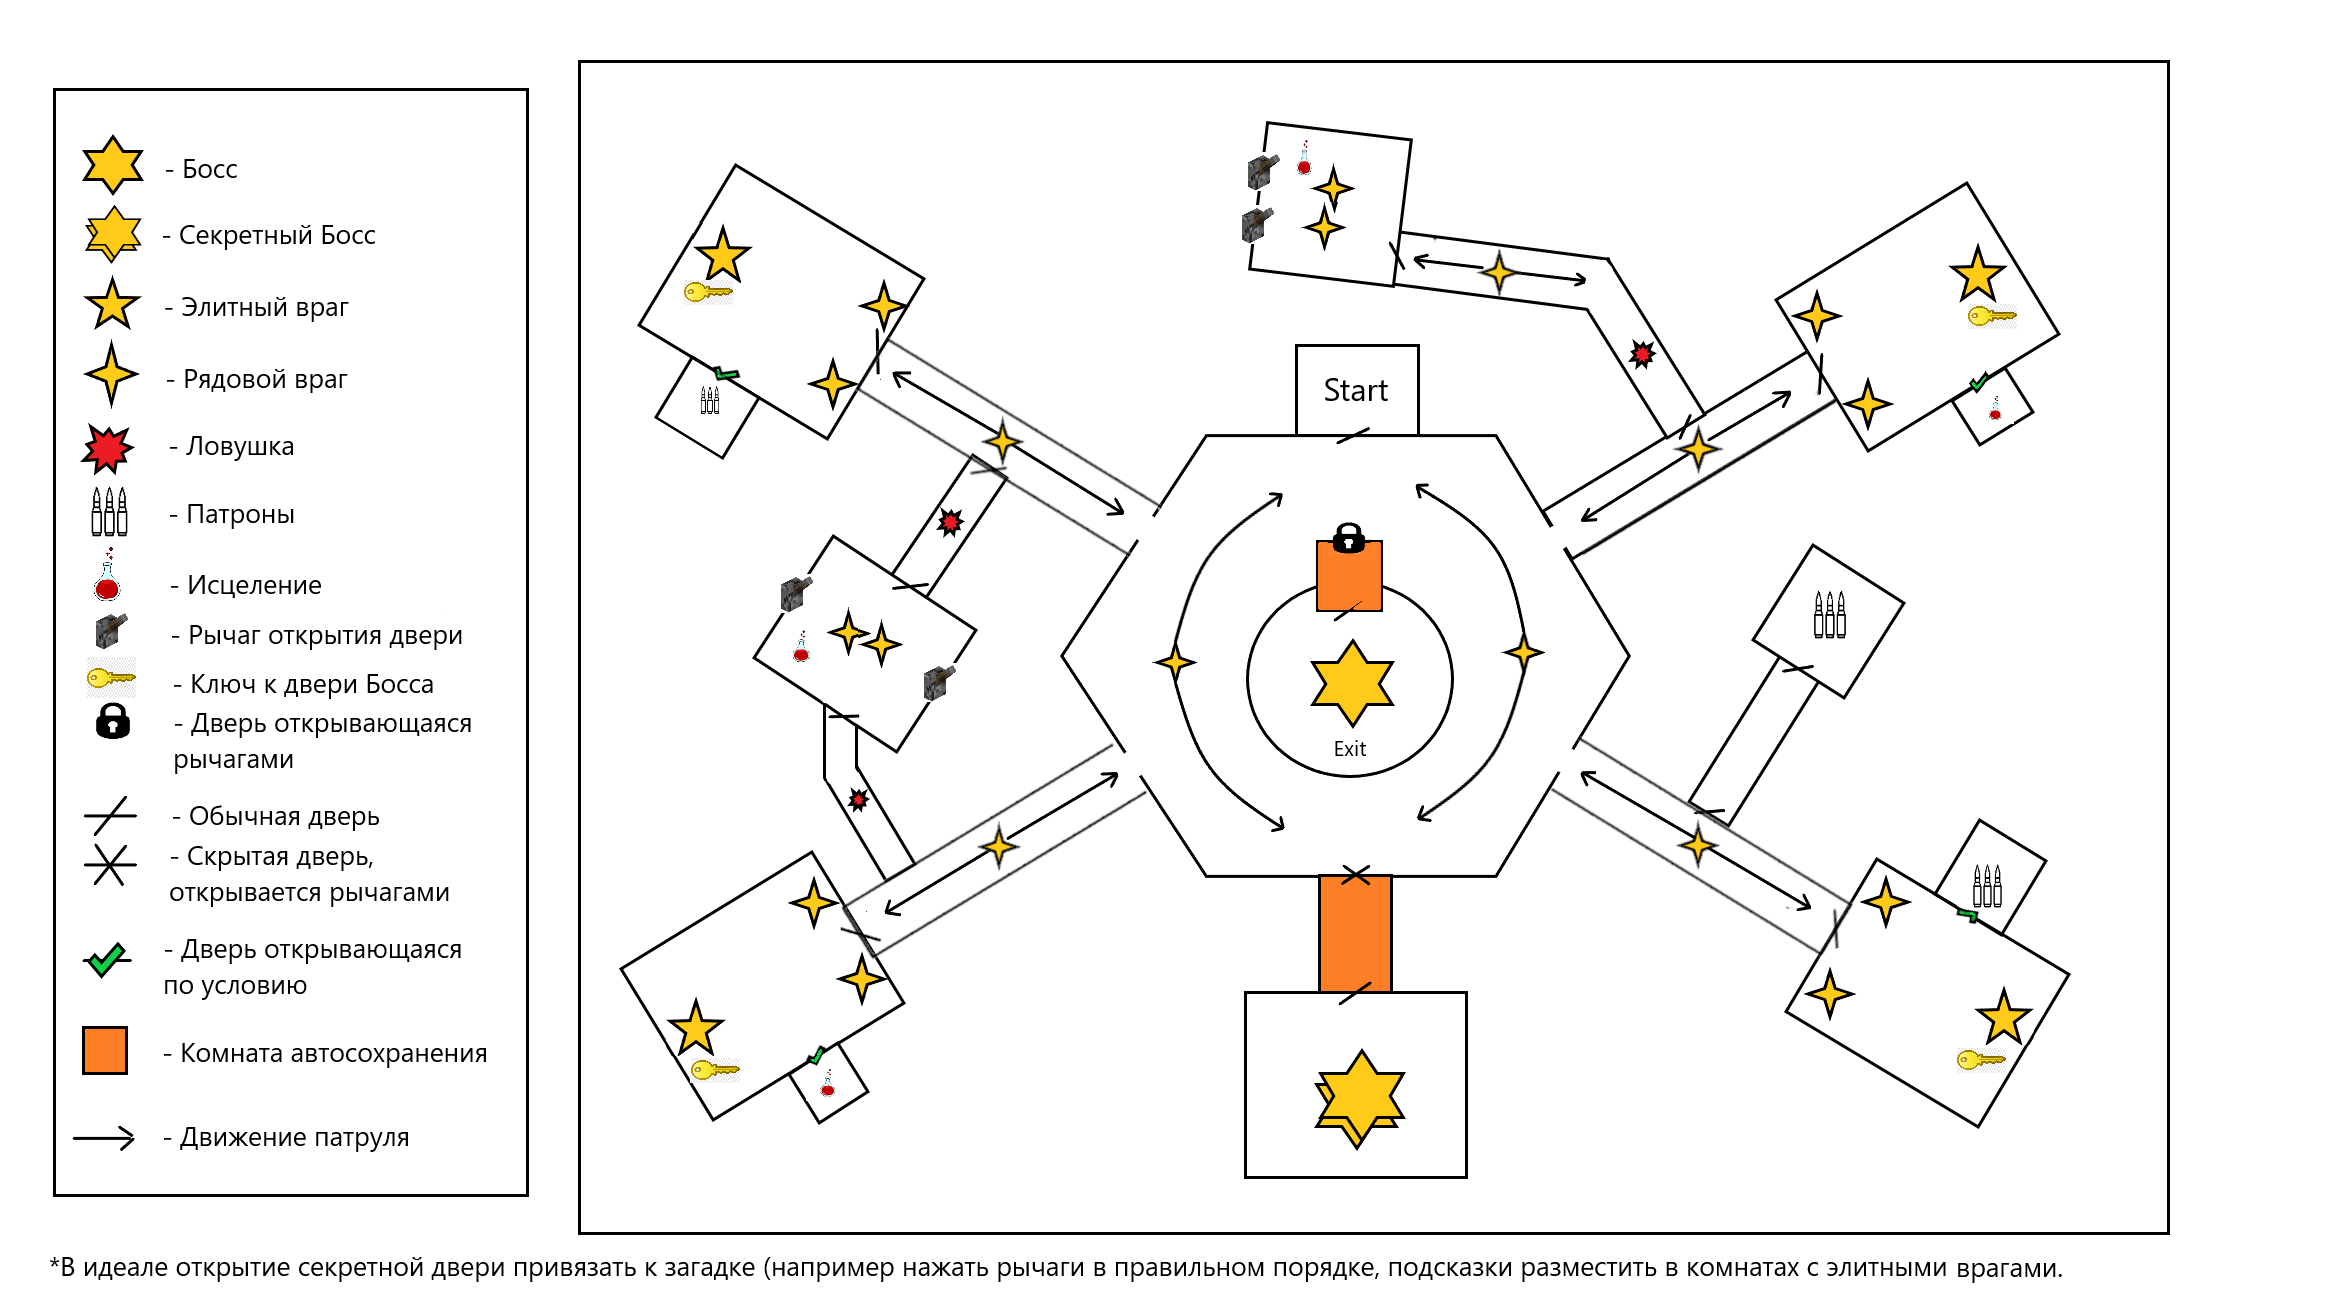 - Босс
- Секретный Босс
- Элитный враг
- Рядовой враг
- Ловушка
- Патроны
- Исцеление
- Рычаг открытия двери
- Ключ к двери Босса
- Дверь открывающаяся
рычагами
- Обычная дверь
- Скрытая дверь,
открывается рычагами
- Дверь открывающаяся
по условию
- Комната автосохранения
- Движение патруля
Start
Exit
*В идеале открытие секретной двери привязать к загадке (например нажать рычаги в правильном порядке, подсказки разместить в комнатах с элитными врагами.